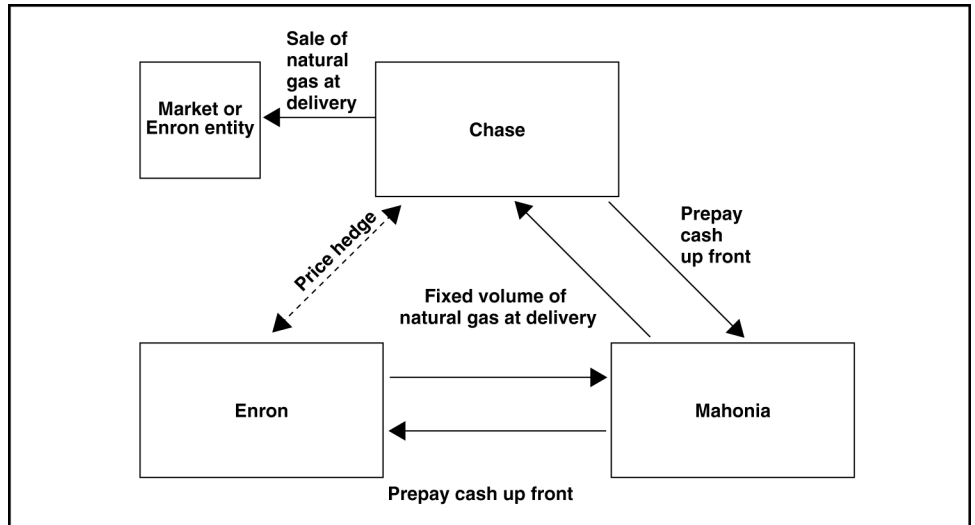 Sale of
natural
gas at
delivery
Market or
Enron entity
Chase
Price hedge
Prepay
cash
up front
Fixed volume of
natural gas at delivery
Enron
Mahonia
Prepay cash up front